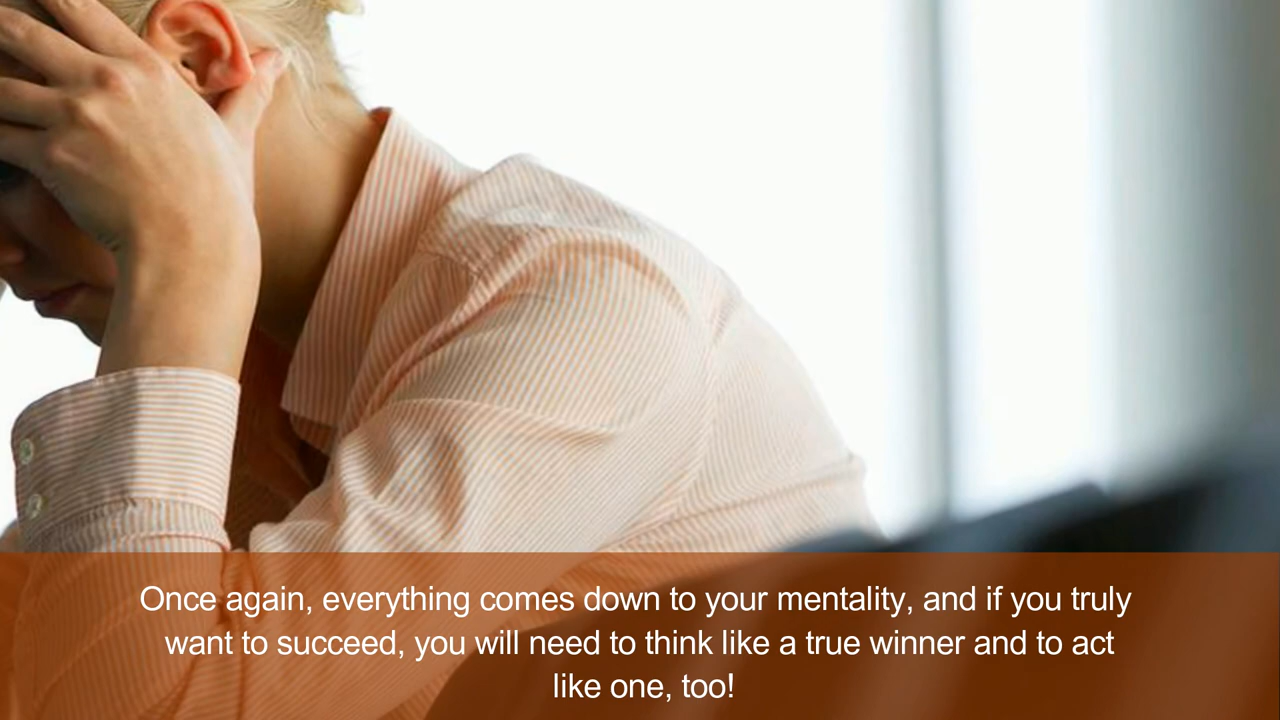 Once again, everything comes down to your mentality, and if you truly
want to succeed, you will need to think like a true winner and to act
like one, too!